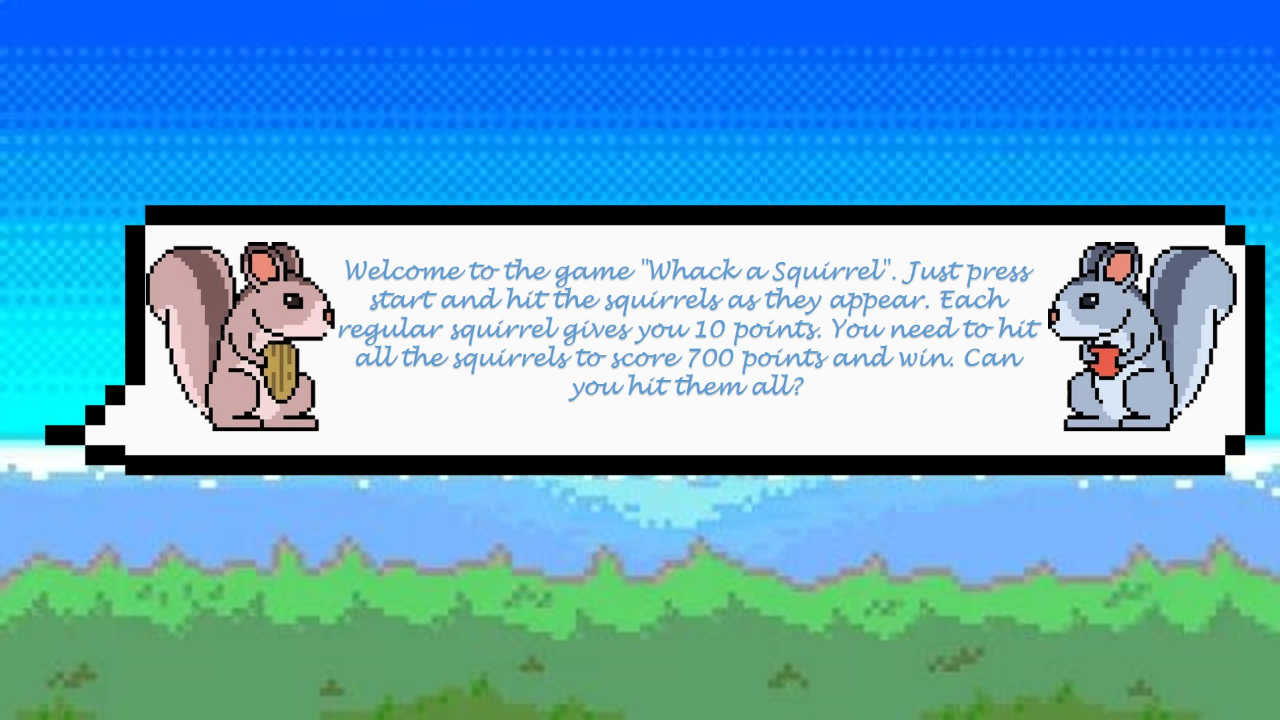 Welcome to the game "Whack a Squirrel". Just press
start and hit the squirrels as they appear. Each
regular squirrel gives you 10 points. You need to hit
all the squirrels to score 700 points and win. Can
you hit them all?